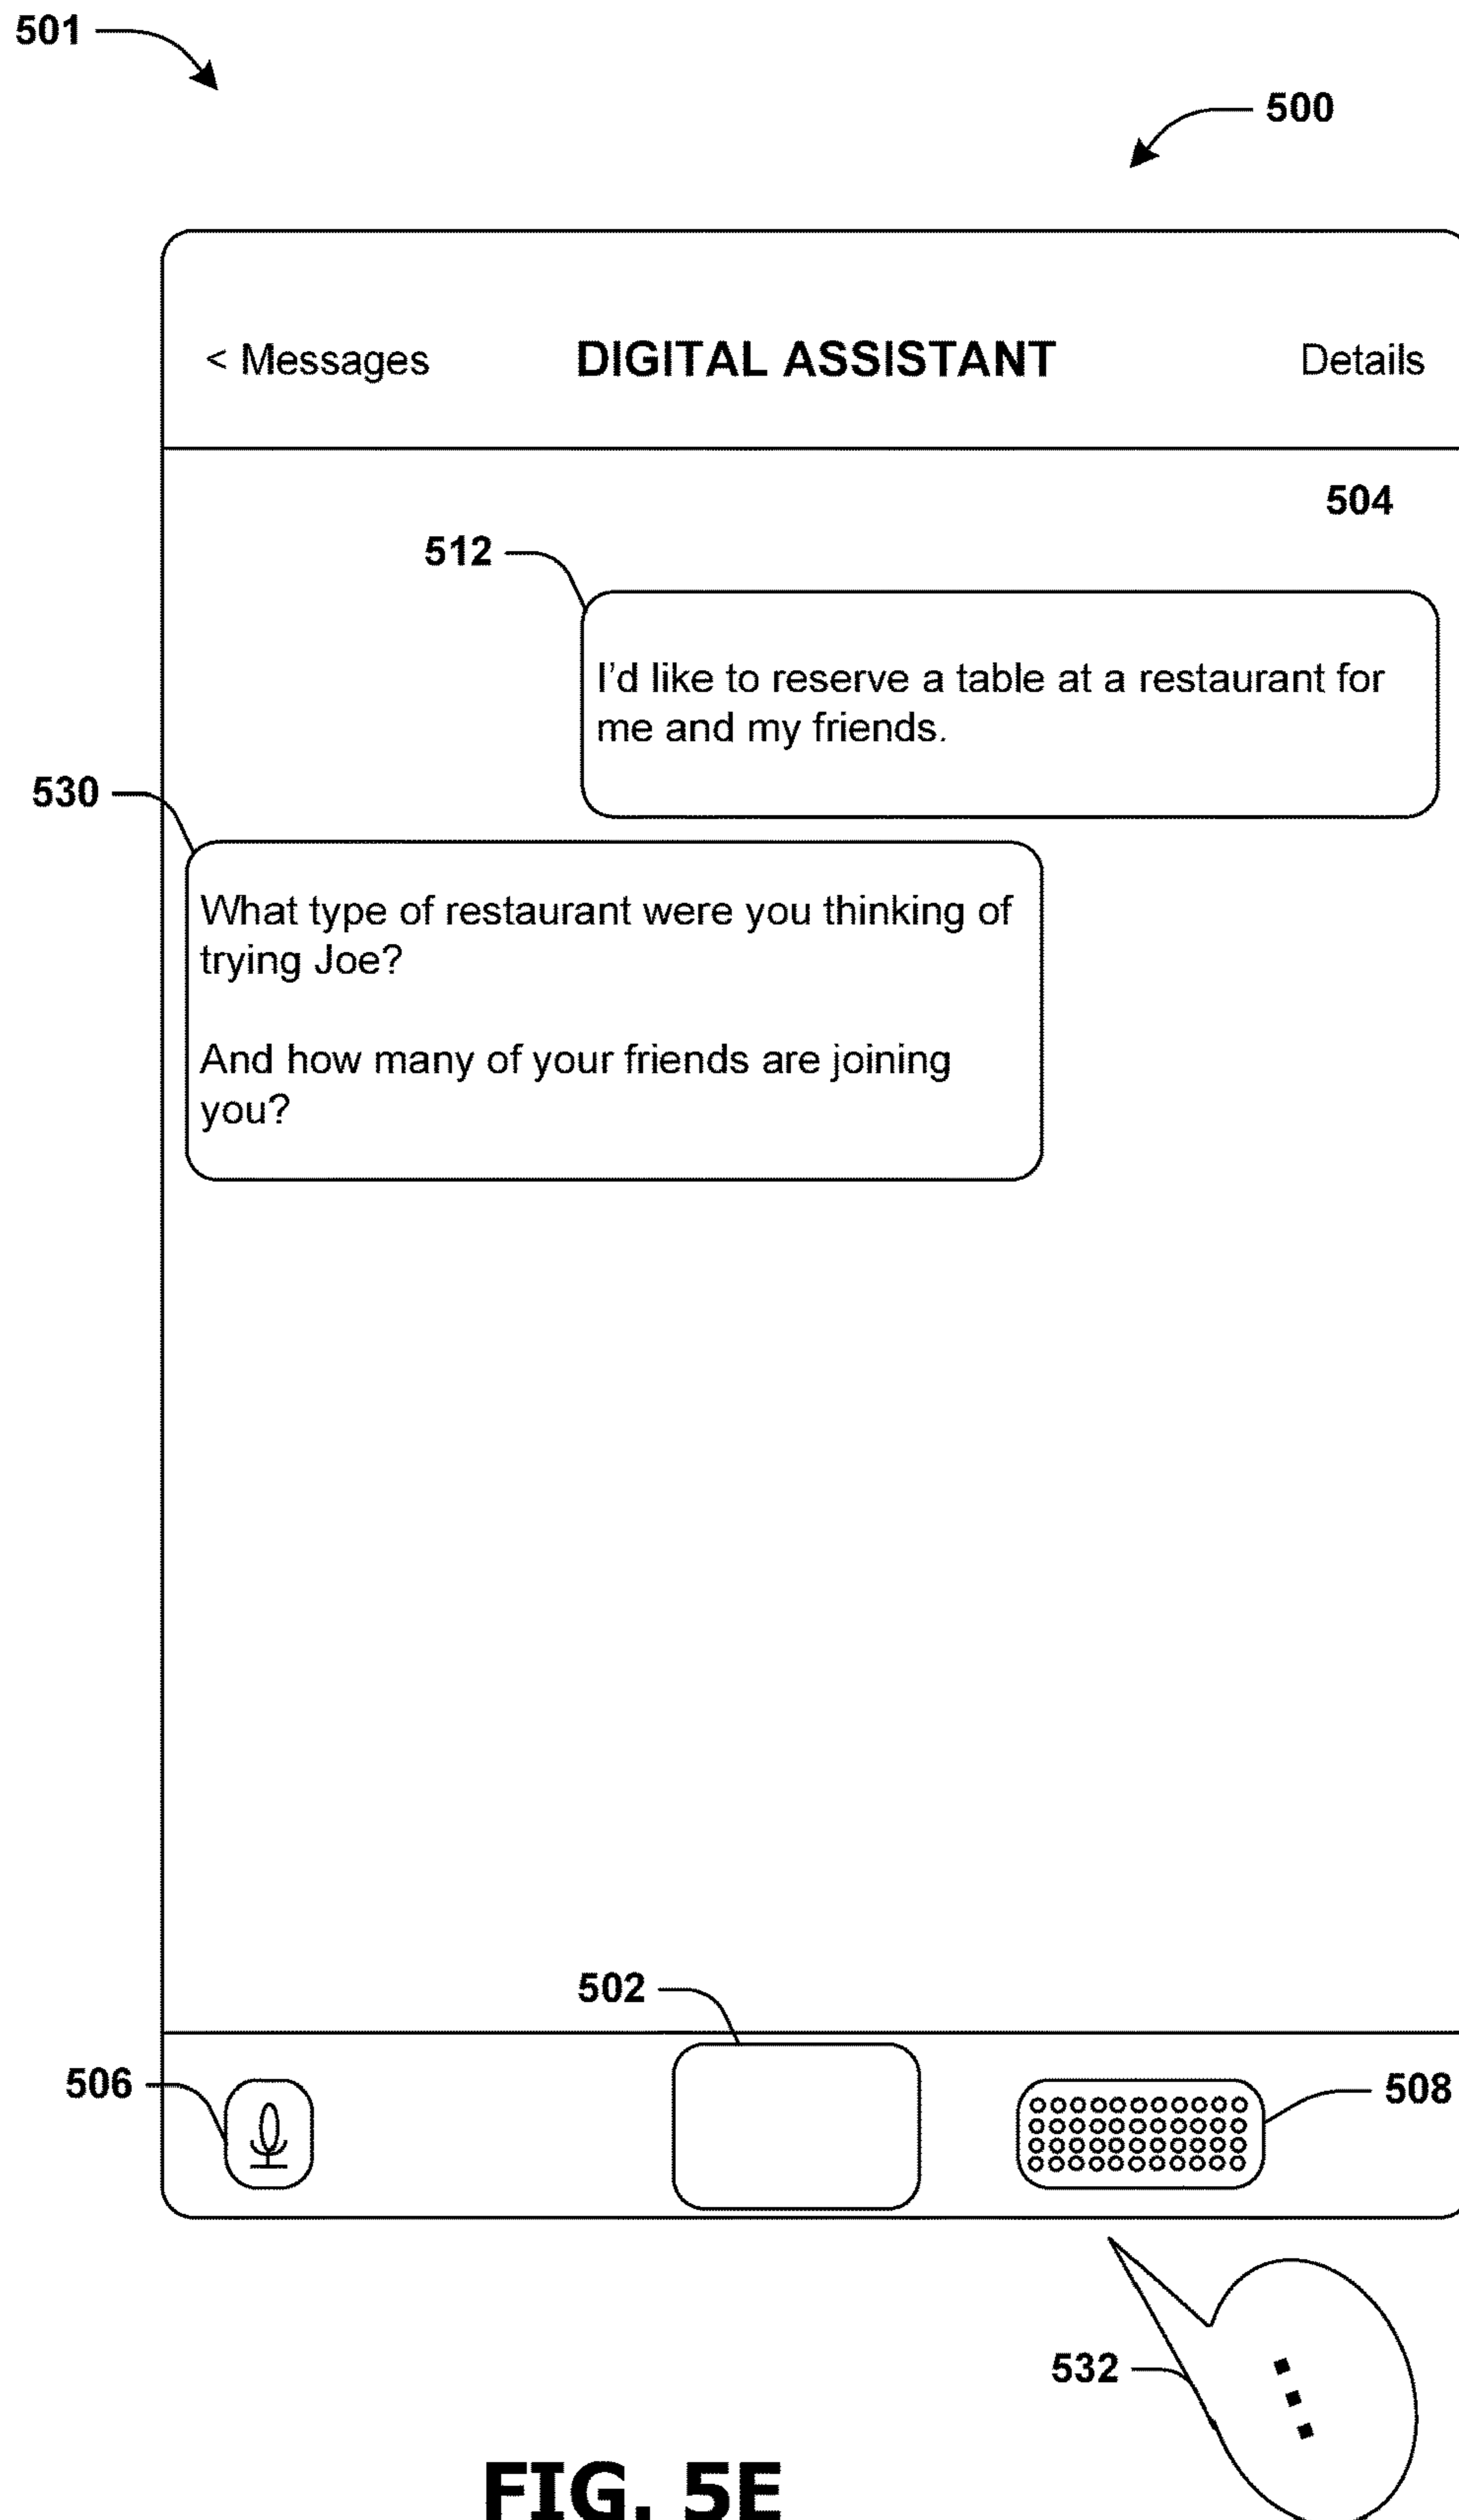 501
500
< Messages DIGITAL ASSISTANT Details
504
512
I'd like to reserve a table at a restaurant for
me and my friends.
530
What type of restaurant were you thinking of
trying Joe?
And how many of your friends are joining
you?
502
506
508
532
FIG. 5E